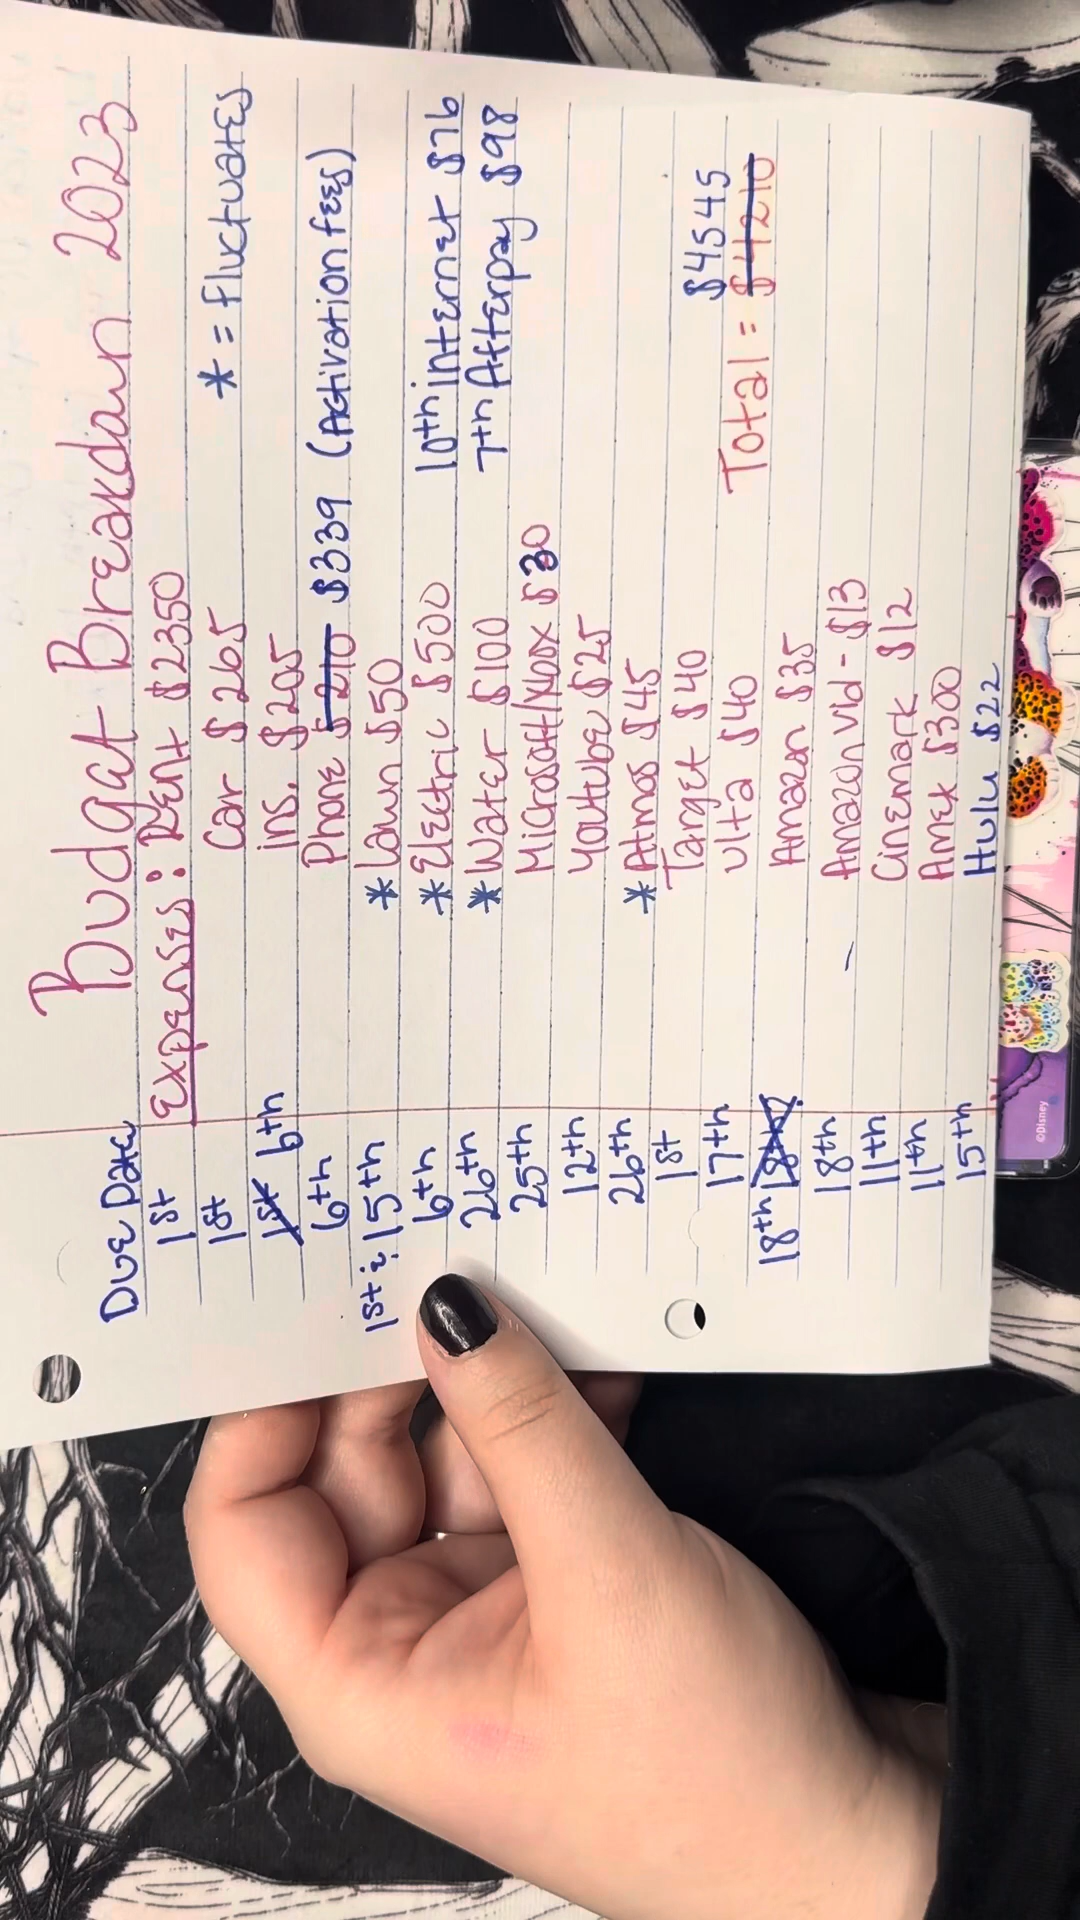 Budget Breakdown 2023
Due Date Expenses: Rent $2350
1st
1st Car $265 * = fluctuates
1st 6th ins. $205
6th Phone $210 $339 (Activation fees)
1st & 15th * Lawn $50
6th * Electric $500 10th internet $76
26th * Water $100 7th Afterpay $98
25th Microsoft/Xbox $30
12th Youtube $25
26th * Atmos $45
1st Target $40 $4545
17th Ulta $40 Total = $4210
18th 18th Amazon $35
18th Amazon Vid - $13
11th Cinemark $12
11th Amex $300
15th Hulu $22
©Disney